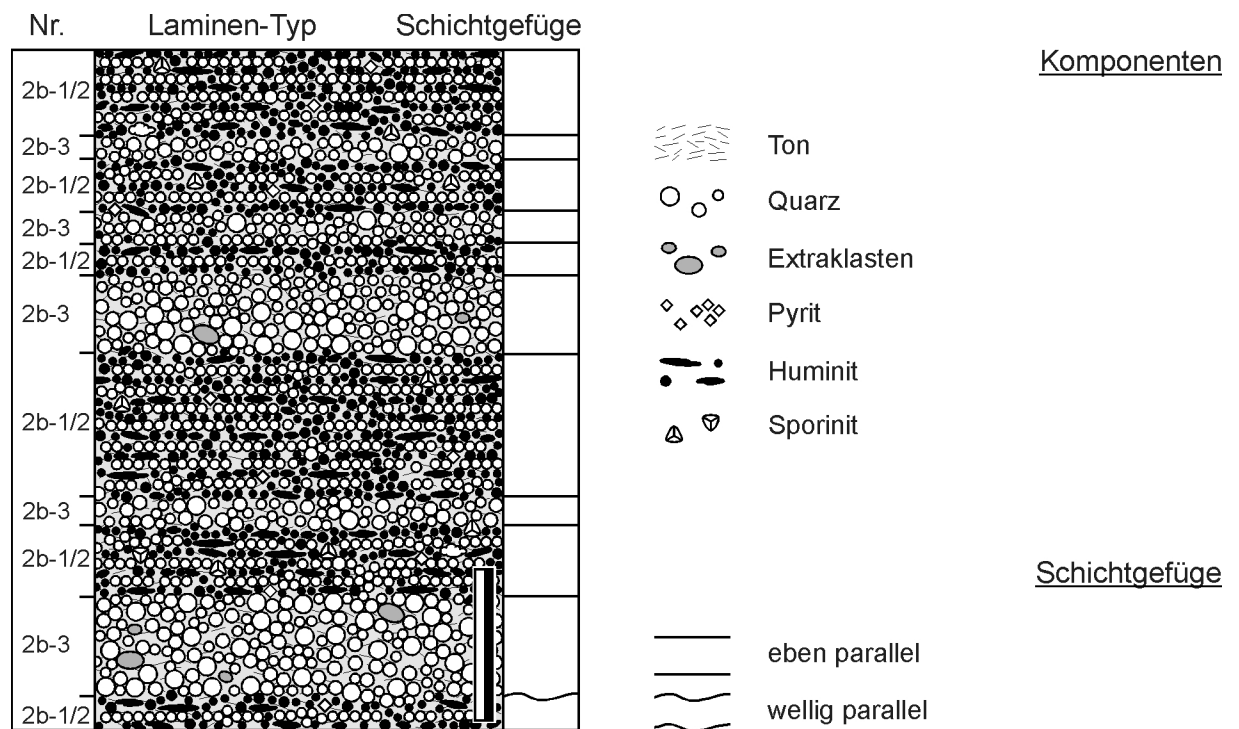 Nr. Laminen-Typ Schichtgefüge
2b-1/2
2b-3
2b-1/2
2b-3
2b-1/2
2b-3
2b-1/2
2b-3
2b-1/2
2b-3
2b-1/2
Komponenten
Ton
Quarz
Extraklasten
Pyrit
Huminit
Sporinit
Schichtgefüge
eben parallel
wellig parallel